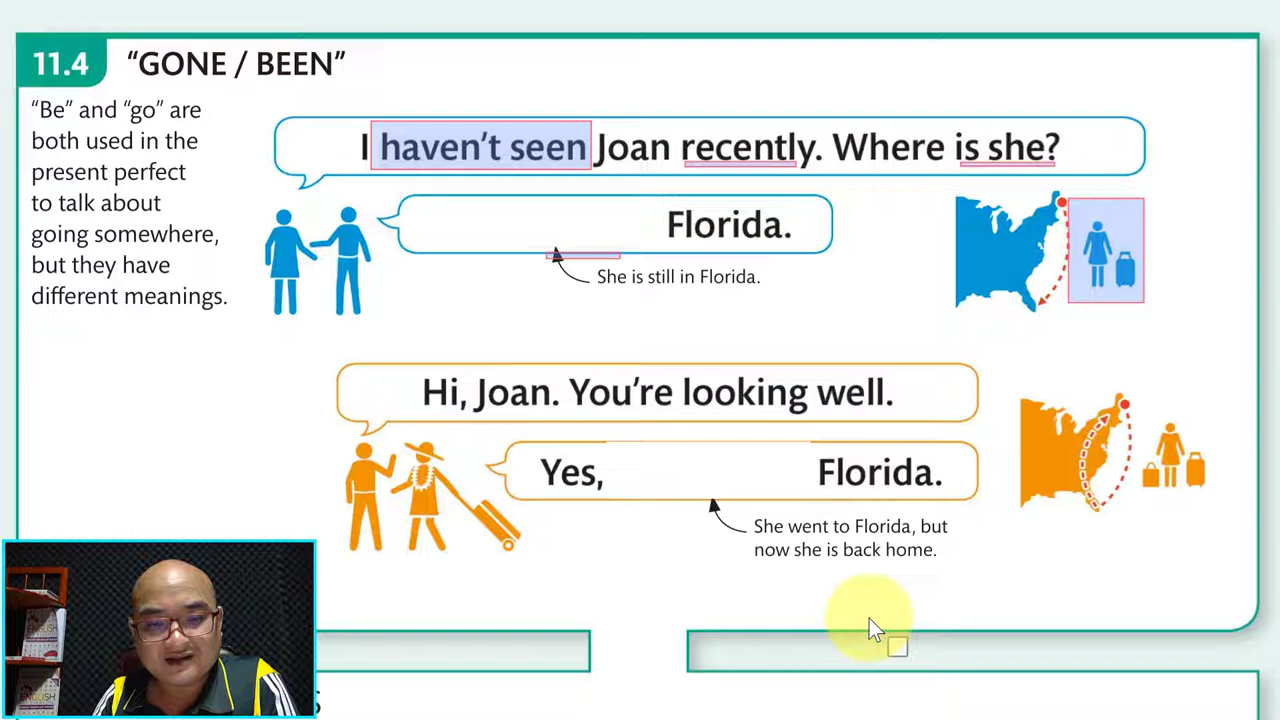 11.4 "GONE / BEEN"
"Be" and "go" are
both used in the
present perfect
to talk about
going somewhere,
but they have
different meanings.
I haven't seen Joan recently. Where is she?
Florida.
She is still in Florida.
Hi, Joan. You're looking well.
Yes, Florida.
She went to Florida, but
now she is back home.